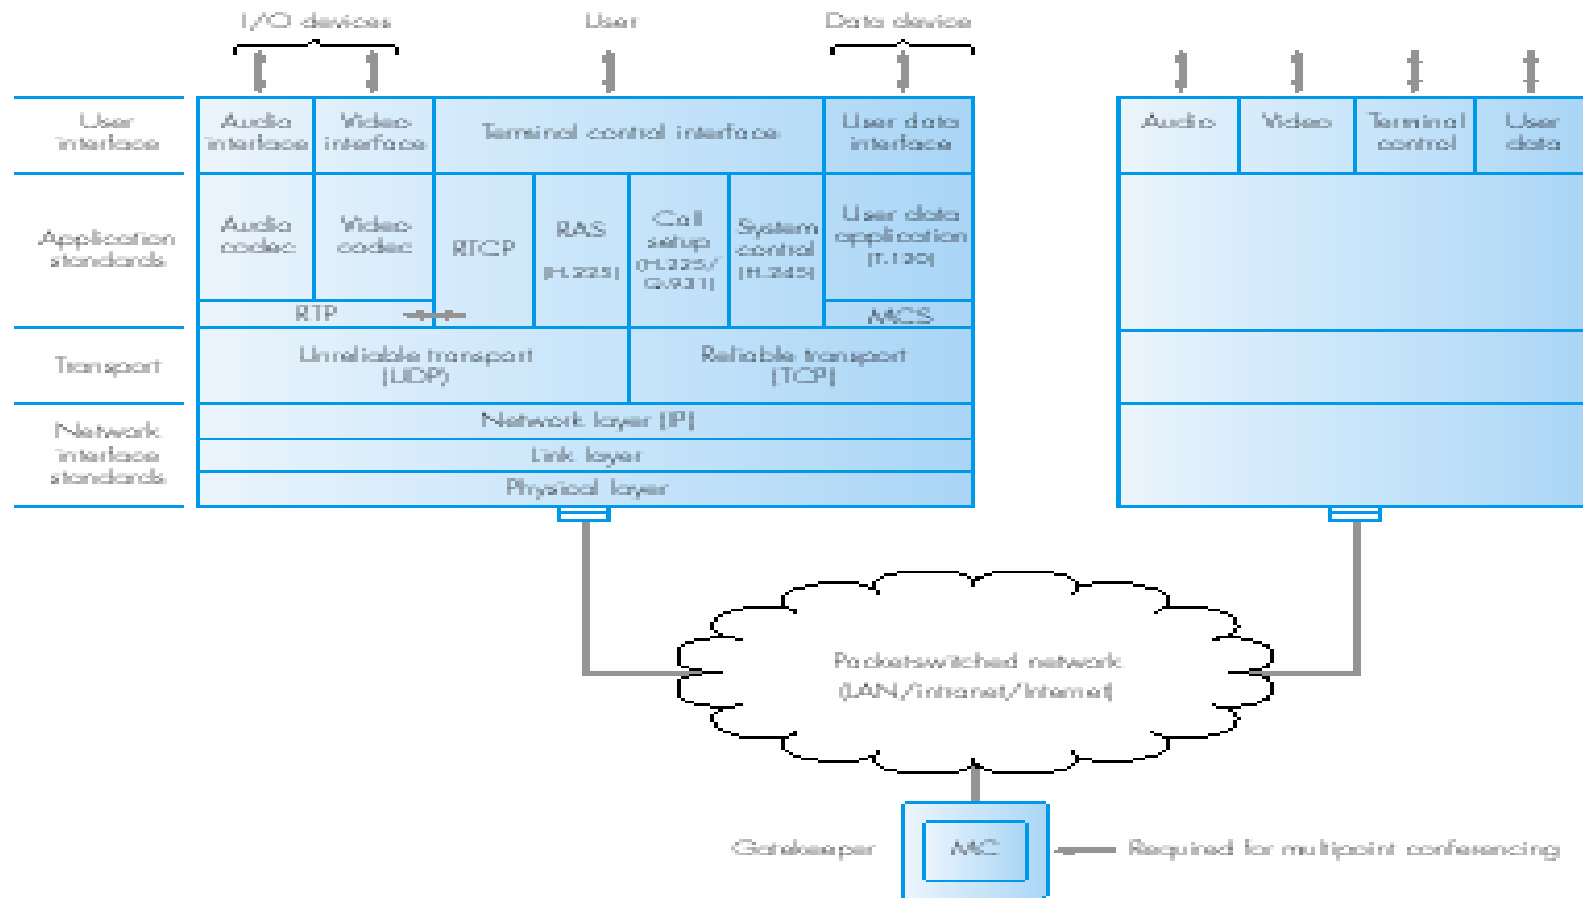 I/O devices
User
Data device
User
interface
Audio
interface
Video
interface
Terminal control interface
User data
interface
Audio
Video
Terminal
control
User
data
Application
standards
Audio
codec
Video
codec
RTCP
RAS
(H.225)
Call
setup
(H.225/
Q.931)
System
control
(H.245)
User data
application
(T.120)
RTP
MCS
Transport
Unreliable transport
(UDP)
Reliable transport
(TCP)
Network
interface
standards
Network layer (IP)
Link layer
Physical layer
Packet-switched network
(LAN/intranet/Internet)
Gatekeeper
MC
Required for multipoint conferencing